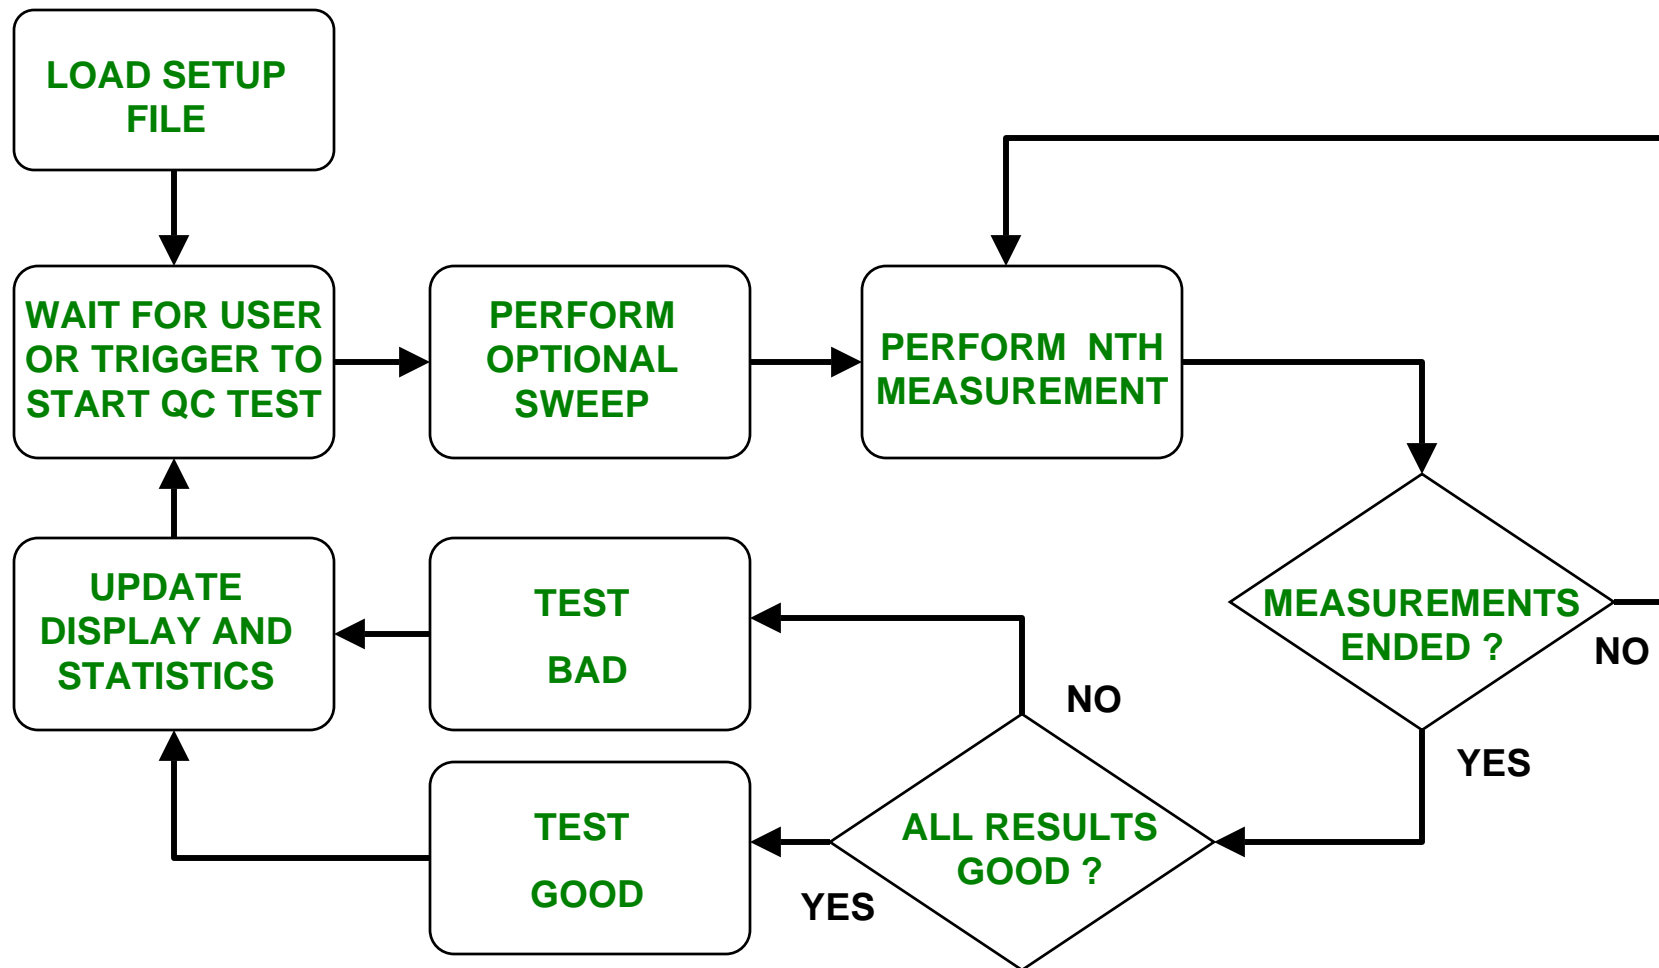 LOAD SETUP
FILE
WAIT FOR USER
OR TRIGGER TO
START QC TEST
PERFORM
OPTIONAL
SWEEP
PERFORM NTH
MEASUREMENT
UPDATE
DISPLAY AND
STATISTICS
TEST
BAD
MEASUREMENTS
ENDED ?
NO
NO
YES
TEST
GOOD
ALL RESULTS
GOOD ?
YES